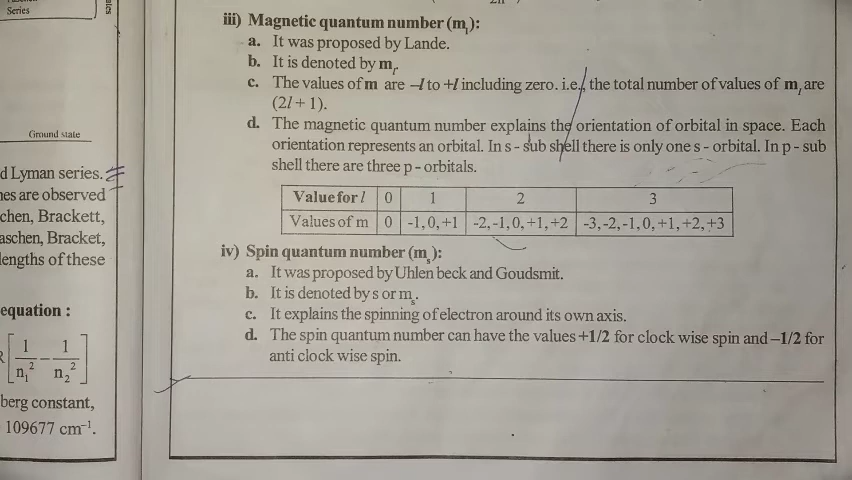 Series
Ground state
d Lyman series.
nes are observed
chen, Brackett,
aschen, Bracket,
lengths of these
equation :
[1/n₁² − 1/n₂²]
berg constant,
109677 cm⁻¹.
iii) Magnetic quantum number (mₗ):
a. It was proposed by Lande.
b. It is denoted by mₗ.
c. The values of m are –l to +l including zero. i.e., the total number of values of mₗ are
(2l + 1).
d. The magnetic quantum number explains the orientation of orbital in space. Each
orientation represents an orbital. In s - sub shell there is only one s - orbital. In p - sub
shell there are three p - orbitals.
Value for l 0 1 2 3
Values of m 0 -1, 0, +1 -2, -1, 0, +1, +2 -3, -2, -1, 0, +1, +2, +3
iv) Spin quantum number (mₛ):
a. It was proposed by Uhlen beck and Goudsmit.
b. It is denoted by s or mₛ.
c. It explains the spinning of electron around its own axis.
d. The spin quantum number can have the values +1/2 for clock wise spin and –1/2 for
anti clock wise spin.